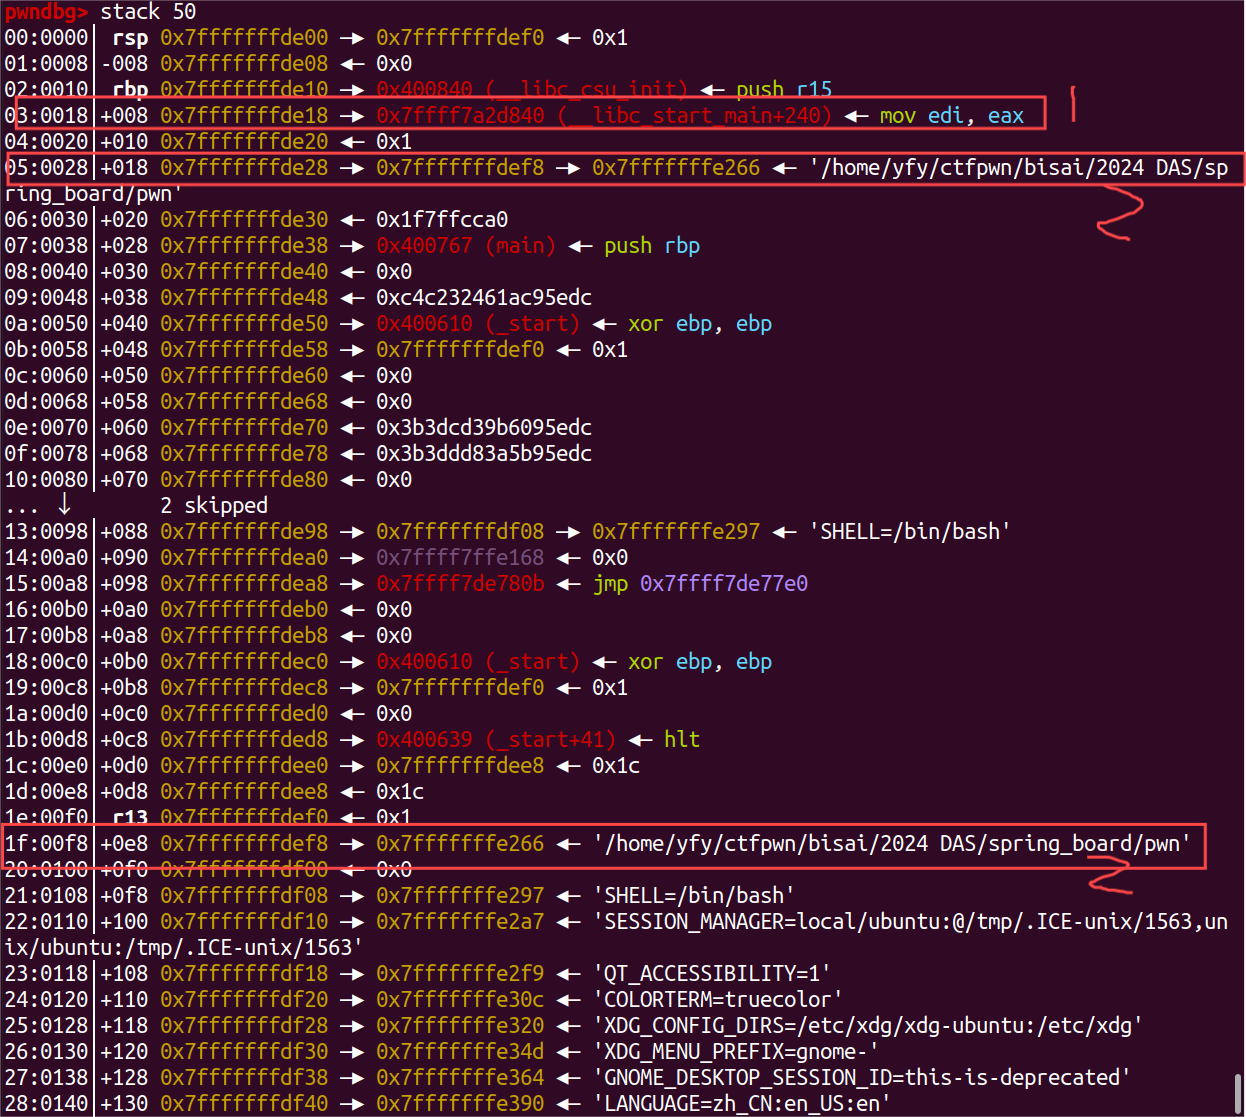 pwndbg> stack 50
00:0000│ rsp 0x7fffffffde00 —▸ 0x7fffffffdef0 ◂— 0x1
01:0008│-008 0x7fffffffde08 ◂— 0x0
02:0010│ rbp 0x7fffffffde10 —▸ 0x400840 (__libc_csu_init) ◂— push r15
03:0018│+008 0x7fffffffde18 —▸ 0x7ffff7a2d840 (__libc_start_main+240) ◂— mov edi, eax
04:0020│+010 0x7fffffffde20 ◂— 0x1
05:0028│+018 0x7fffffffde28 —▸ 0x7fffffffdef8 —▸ 0x7fffffffe266 ◂— '/home/yfy/ctfpwn/bisai/2024 DAS/sp
ring_board/pwn'
06:0030│+020 0x7fffffffde30 ◂— 0x1f7ffcca0
07:0038│+028 0x7fffffffde38 —▸ 0x400767 (main) ◂— push rbp
08:0040│+030 0x7fffffffde40 ◂— 0x0
09:0048│+038 0x7fffffffde48 ◂— 0xc4c232461ac95edc
0a:0050│+040 0x7fffffffde50 —▸ 0x400610 (_start) ◂— xor ebp, ebp
0b:0058│+048 0x7fffffffde58 —▸ 0x7fffffffdef0 ◂— 0x1
0c:0060│+050 0x7fffffffde60 ◂— 0x0
0d:0068│+058 0x7fffffffde68 ◂— 0x0
0e:0070│+060 0x7fffffffde70 ◂— 0x3b3dcd39b6095edc
0f:0078│+068 0x7fffffffde78 ◂— 0x3b3ddd83a5b95edc
10:0080│+070 0x7fffffffde80 ◂— 0x0
... ↓ 2 skipped
13:0098│+088 0x7fffffffde98 —▸ 0x7fffffffdf08 —▸ 0x7fffffffe297 ◂— 'SHELL=/bin/bash'
14:00a0│+090 0x7fffffffdea0 —▸ 0x7ffff7ffe168 ◂— 0x0
15:00a8│+098 0x7fffffffdea8 —▸ 0x7ffff7de780b ◂— jmp 0x7ffff7de77e0
16:00b0│+0a0 0x7fffffffdeb0 ◂— 0x0
17:00b8│+0a8 0x7fffffffdeb8 ◂— 0x0
18:00c0│+0b0 0x7fffffffdec0 —▸ 0x400610 (_start) ◂— xor ebp, ebp
19:00c8│+0b8 0x7fffffffdec8 —▸ 0x7fffffffdef0 ◂— 0x1
1a:00d0│+0c0 0x7fffffffded0 ◂— 0x0
1b:00d8│+0c8 0x7fffffffded8 —▸ 0x400639 (_start+41) ◂— hlt
1c:00e0│+0d0 0x7fffffffdee0 —▸ 0x7fffffffdee8 ◂— 0x1c
1d:00e8│+0d8 0x7fffffffdee8 ◂— 0x1c
1e:00f0│ r13 0x7fffffffdef0 ◂— 0x1
1f:00f8│+0e8 0x7fffffffdef8 —▸ 0x7fffffffe266 ◂— '/home/yfy/ctfpwn/bisai/2024 DAS/spring_board/pwn'
20:0100│+0f0 0x7fffffffdf00 ◂— 0x0
21:0108│+0f8 0x7fffffffdf08 —▸ 0x7fffffffe297 ◂— 'SHELL=/bin/bash'
22:0110│+100 0x7fffffffdf10 —▸ 0x7fffffffe2a7 ◂— 'SESSION_MANAGER=local/ubuntu:@/tmp/.ICE-unix/1563,un
ix/ubuntu:/tmp/.ICE-unix/1563'
23:0118│+108 0x7fffffffdf18 —▸ 0x7fffffffe2f9 ◂— 'QT_ACCESSIBILITY=1'
24:0120│+110 0x7fffffffdf20 —▸ 0x7fffffffe30c ◂— 'COLORTERM=truecolor'
25:0128│+118 0x7fffffffdf28 —▸ 0x7fffffffe320 ◂— 'XDG_CONFIG_DIRS=/etc/xdg/xdg-ubuntu:/etc/xdg'
26:0130│+120 0x7fffffffdf30 —▸ 0x7fffffffe34d ◂— 'XDG_MENU_PREFIX=gnome-'
27:0138│+128 0x7fffffffdf38 —▸ 0x7fffffffe364 ◂— 'GNOME_DESKTOP_SESSION_ID=this-is-deprecated'
28:0140│+130 0x7fffffffdf40 —▸ 0x7fffffffe390 ◂— 'LANGUAGE=zh_CN:en_US:en'